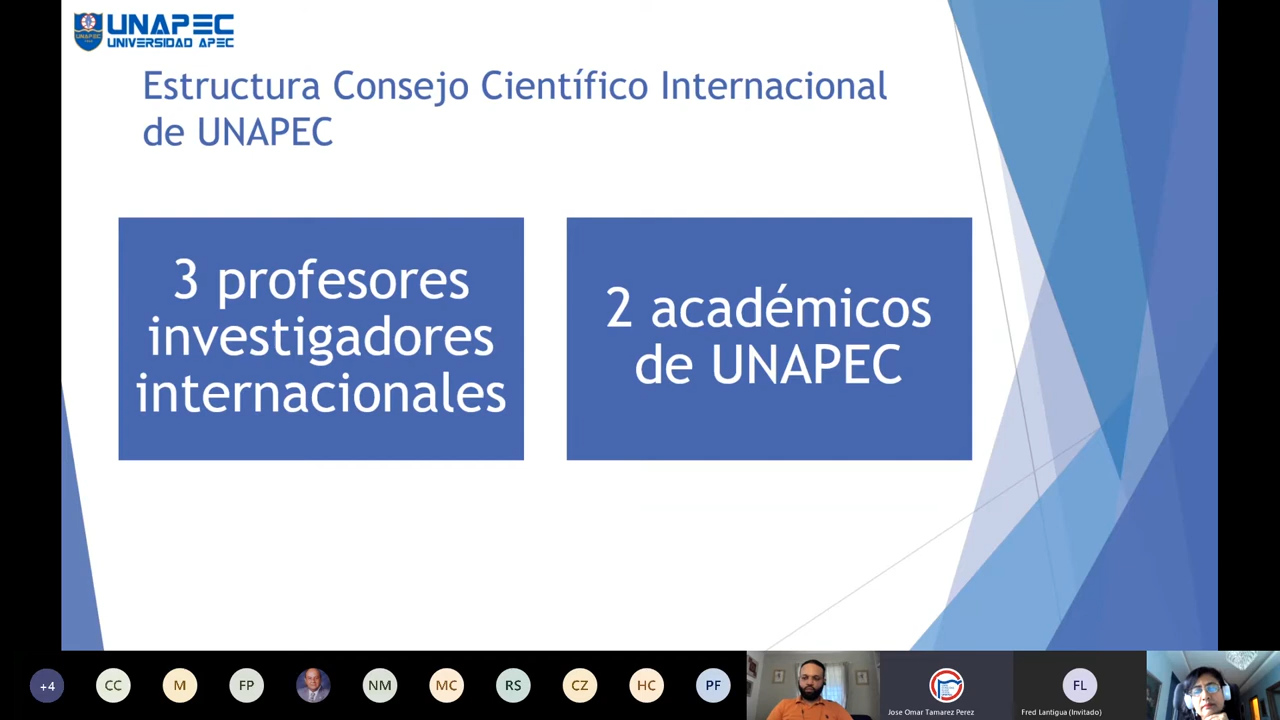 UNAPEC
UNIVERSIDAD APEC
Estructura Consejo Científico Internacional
de UNAPEC
3 profesores
investigadores
internacionales
2 académicos
de UNAPEC
+4
CC
M
FP
NM
MC
RS
CZ
HC
PF
Jose Omar Tamarez Perez
FL
Fred Lantigua (Invitado)